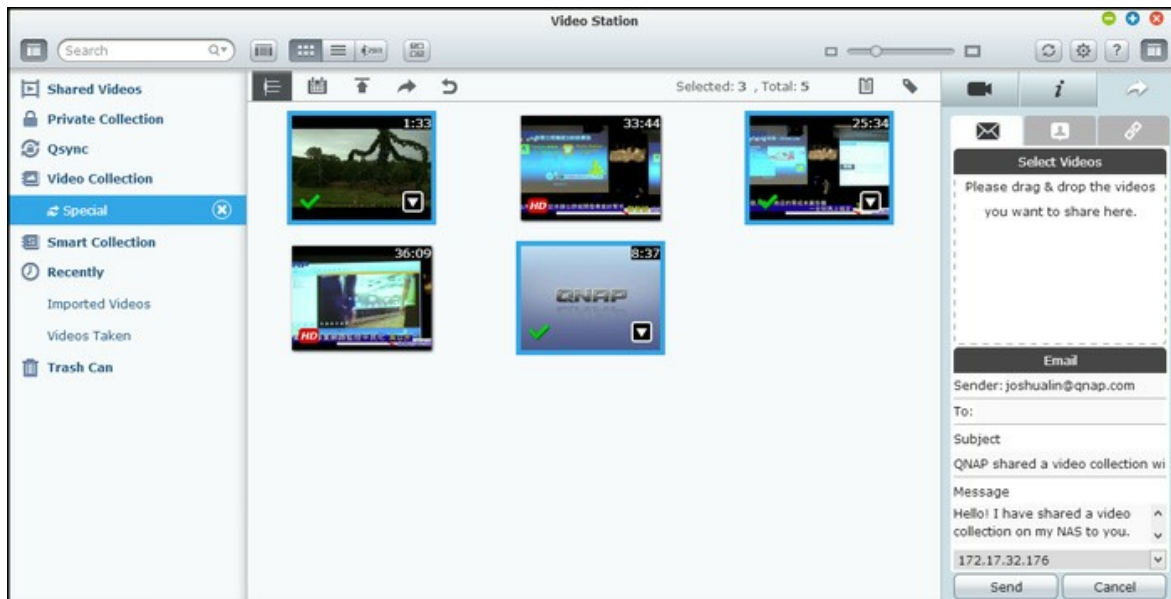 Video Station
Search
Shared Videos
Private Collection
Qsync
Video Collection
Special
Smart Collection
Recently
Imported Videos
Videos Taken
Trash Can
Selected: 3 , Total: 5
1:33
33:44
25:34
HD
36:09
8:37
HD
QNAP
i
?
Select Videos
Please drag & drop the videos
you want to share here.
Email
Sender: joshualin@qnap.com
To:
Subject
QNAP shared a video collection wi
Message
Hello! I have shared a video
collection on my NAS to you.
172.17.32.176
Send
Cancel